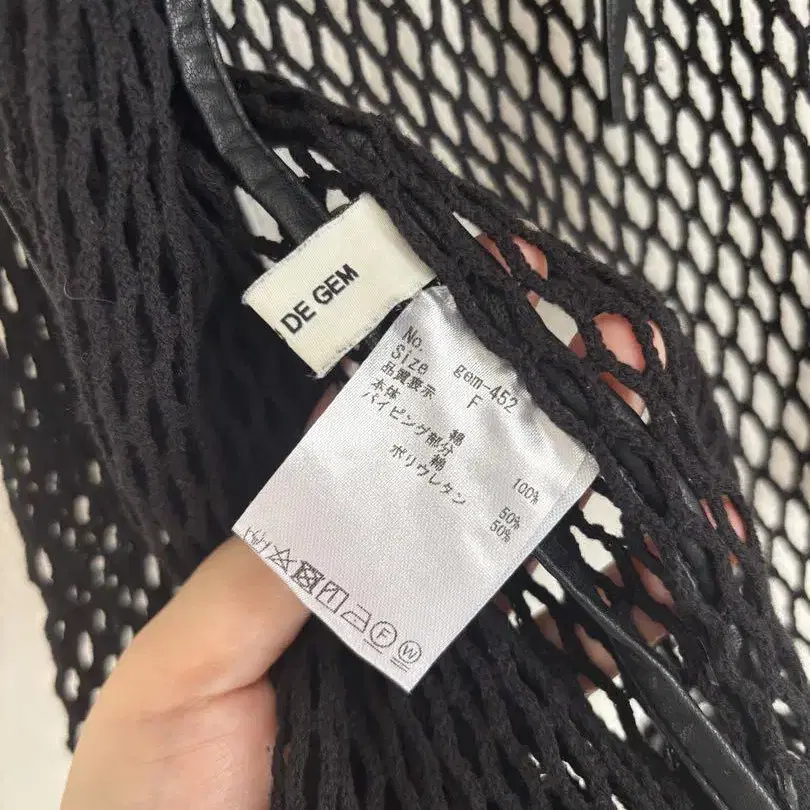 DE GEM
No. gem-452
Size F
品質表示
本体 綿 100%
パイピング部分
綿 50%
ポリウレタン 50%
F W